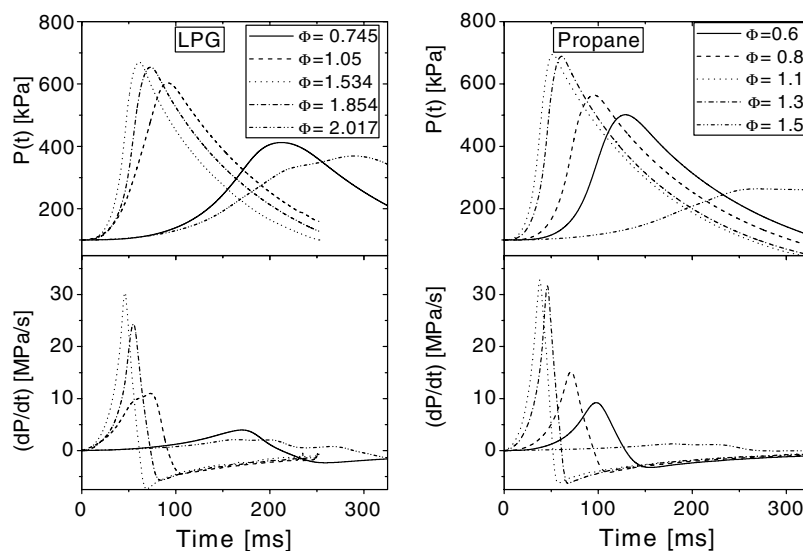 LPG
Φ= 0.745
Φ=1.05
Φ=1.534
Φ= 1.854
Φ= 2.017
P(t) [kPa]
800
600
400
200
(dP/dt) [MPa/s]
30
20
10
0
0 100 200 300
Time [ms]
Propane
Φ=0.6
Φ= 0.8
Φ= 1.1
Φ= 1.3
Φ= 1.5
P(t) [kPa]
800
600
400
200
(dP/dt) [MPa/s]
30
20
10
0
0 100 200 300
Time [ms]